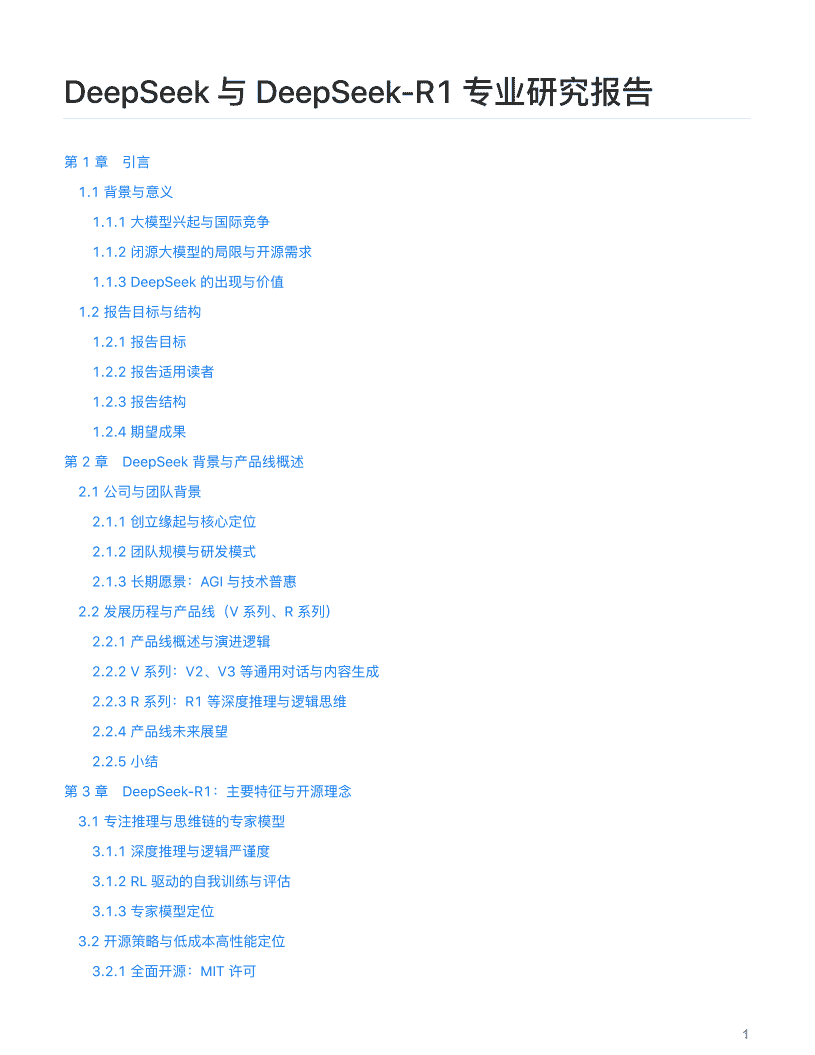 DeepSeek 与 DeepSeek-R1 专业研究报告
第 1 章 引言
1.1 背景与意义
1.1.1 大模型兴起与国际竞争
1.1.2 闭源大模型的局限与开源需求
1.1.3 DeepSeek 的出现与价值
1.2 报告目标与结构
1.2.1 报告目标
1.2.2 报告适用读者
1.2.3 报告结构
1.2.4 期望成果
第 2 章 DeepSeek 背景与产品线概述
2.1 公司与团队背景
2.1.1 创立缘起与核心定位
2.1.2 团队规模与研发模式
2.1.3 长期愿景：AGI 与技术普惠
2.2 发展历程与产品线（V 系列、R 系列）
2.2.1 产品线概述与演进逻辑
2.2.2 V 系列：V2、V3 等通用对话与内容生成
2.2.3 R 系列：R1 等深度推理与逻辑思维
2.2.4 产品线未来展望
2.2.5 小结
第 3 章 DeepSeek-R1：主要特征与开源理念
3.1 专注推理与思维链的专家模型
3.1.1 深度推理与逻辑严谨度
3.1.2 RL 驱动的自我训练与评估
3.1.3 专家模型定位
3.2 开源策略与低成本高性能定位
3.2.1 全面开源：MIT 许可
1